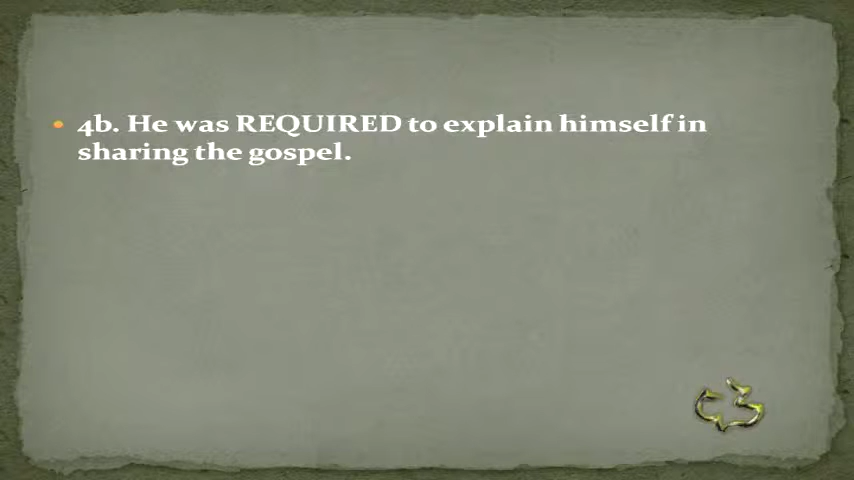 • 4b. He was REQUIRED to explain himself in
sharing the gospel.